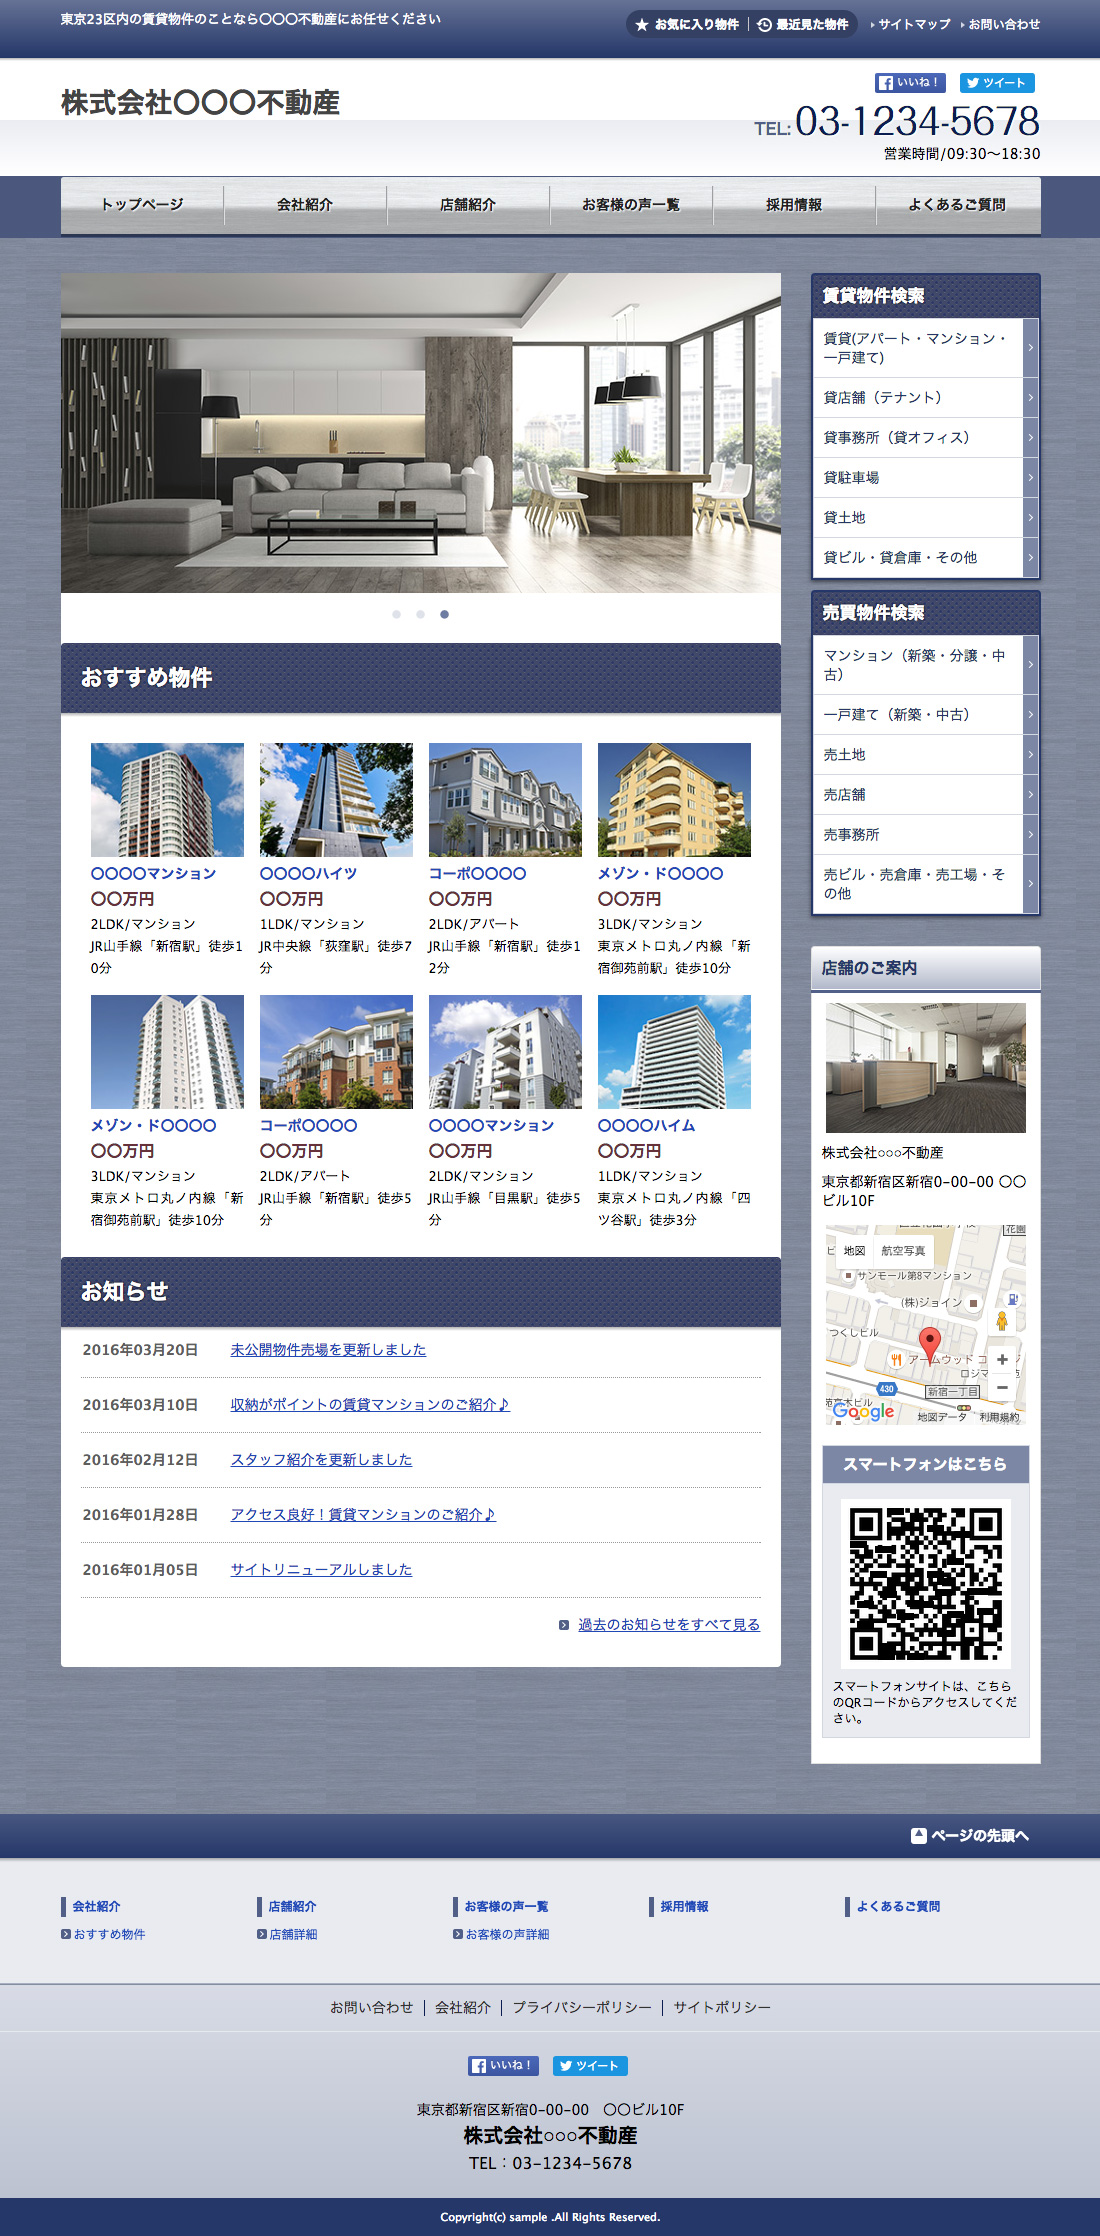 東京23区内の賃貸物件のことなら〇〇〇不動産にお任せください
お気に入り物件
最近見た物件
サイトマップ
お問い合わせ
いいね！
ツイート
株式会社〇〇〇不動産
TEL:03-1234-5678
営業時間/09:30〜18:30
トップページ
会社紹介
店舗紹介
お客様の声一覧
採用情報
よくあるご質問
おすすめ物件
〇〇〇〇マンション
〇〇万円
2LDK/マンション
JR山手線「新宿駅」徒歩1
0分
〇〇〇〇ハイツ
〇〇万円
1LDK/マンション
JR中央線「荻窪駅」徒歩7
分
コーポ〇〇〇〇
〇〇万円
2LDK/アパート
JR山手線「新宿駅」徒歩1
2分
メゾン・ド〇〇〇〇
〇〇万円
3LDK/マンション
東京メトロ丸ノ内線「新
宿御苑前駅」徒歩10分
メゾン・ド〇〇〇〇
〇〇万円
3LDK/マンション
東京メトロ丸ノ内線「新
宿御苑前駅」徒歩10分
コーポ〇〇〇〇
〇〇万円
2LDK/アパート
JR山手線「新宿駅」徒歩5
分
〇〇〇〇マンション
〇〇万円
2LDK/マンション
JR山手線「目黒駅」徒歩5
分
〇〇〇〇ハイム
〇〇万円
1LDK/マンション
東京メトロ丸ノ内線「四
ツ谷駅」徒歩3分
お知らせ
2016年03月20日 未公開物件売場を更新しました
2016年03月10日 収納がポイントの賃貸マンションのご紹介♪
2016年02月12日 スタッフ紹介を更新しました
2016年01月28日 アクセス良好！賃貸マンションのご紹介♪
2016年01月05日 サイトリニューアルしました
過去のお知らせをすべて見る
賃貸物件検索
賃貸(アパート・マンション・
一戸建て)
貸店舗（テナント）
貸事務所（貸オフィス）
貸駐車場
貸土地
貸ビル・貸倉庫・その他
売買物件検索
マンション（新築・分譲・中
古）
一戸建て（新築・中古）
売土地
売店舗
売事務所
売ビル・売倉庫・売工場・そ
の他
店舗のご案内
株式会社○○○不動産
東京都新宿区新宿0-00-00 〇〇
ビル10F
花園
地図
航空写真
サンモール第8マンション
(株)ジョイン
つくしビル
アームウッド コ
ロジマ
430
新宿一丁目
Google
地図データ
利用規約
スマートフォンはこちら
スマートフォンサイトは、こちら
のQRコードからアクセスしてくだ
さい。
ページの先頭へ
会社紹介
おすすめ物件
店舗紹介
店舗詳細
お客様の声一覧
お客様の声詳細
採用情報
よくあるご質問
お問い合わせ
会社紹介
プライバシーポリシー
サイトポリシー
いいね！
ツイート
東京都新宿区新宿0-00-00　〇〇ビル10F
株式会社○○○不動産
TEL：03-1234-5678
Copyright(c) sample .All Rights Reserved.